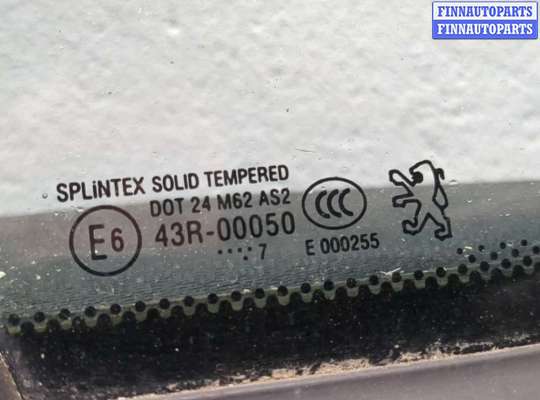 FINNAUTOPARTS
FINNAUTOPARTS
SPLiNTEX SOLID TEMPERED
DOT 24 M62 AS2
E6 43R-00050
CCC
....7 E 000255